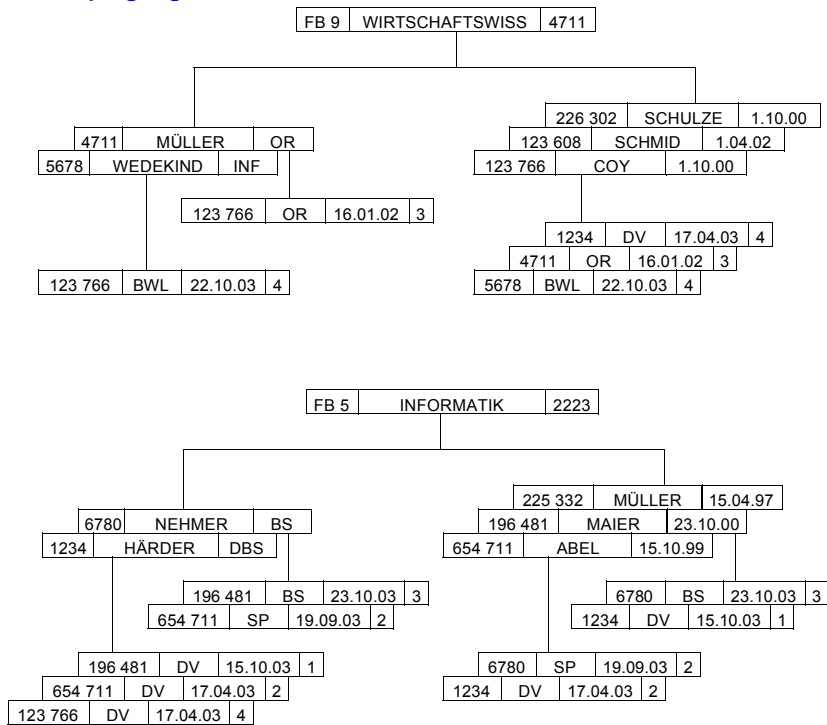 FB 9 WIRTSCHAFTSWISS 4711
226 302 SCHULZE 1.10.00
4711 MÜLLER OR
123 608 SCHMID 1.04.02
5678 WEDEKIND INF
123 766 COY 1.10.00
123 766 OR 16.01.02 3
1234 DV 17.04.03 4
4711 OR 16.01.02 3
123 766 BWL 22.10.03 4
5678 BWL 22.10.03 4
FB 5 INFORMATIK 2223
225 332 MÜLLER 15.04.97
6780 NEHMER BS
196 481 MAIER 23.10.00
1234 HÄRDER DBS
654 711 ABEL 15.10.99
196 481 BS 23.10.03 3
6780 BS 23.10.03 3
654 711 SP 19.09.03 2
1234 DV 15.10.03 1
196 481 DV 15.10.03 1
6780 SP 19.09.03 2
654 711 DV 17.04.03 2
1234 DV 17.04.03 2
123 766 DV 17.04.03 4